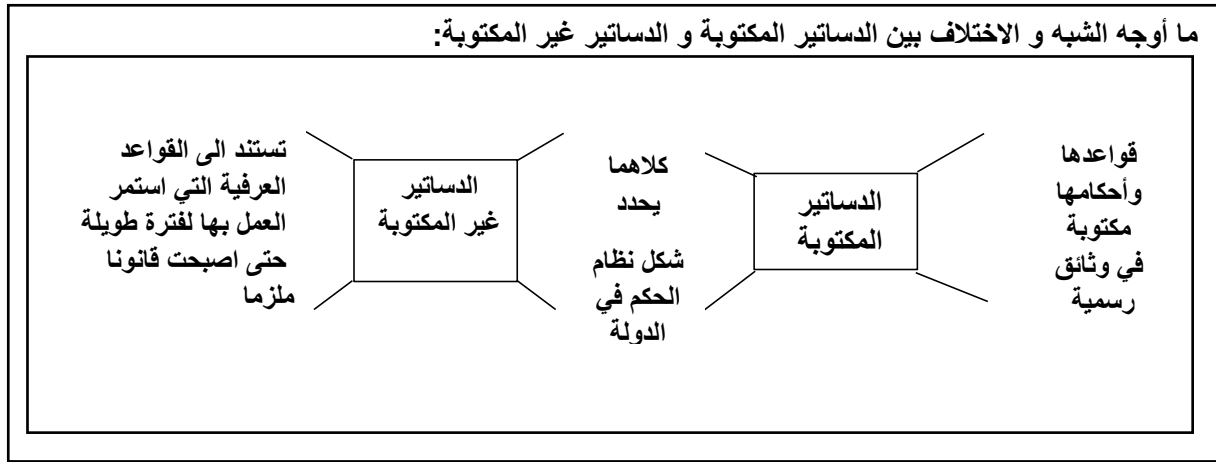 ما أوجه الشبه و الاختلاف بين الدساتير المكتوبة و الدساتير غير المكتوبة:
قواعدها
وأحكامها
مكتوبة
في وثائق
رسمية
الدساتير
المكتوبة
كلاهما
يحدد
شكل نظام
الحكم في
الدولة
الدساتير
غير المكتوبة
تستند الى القواعد
العرفية التي استمر
العمل بها لفترة طويلة
حتى اصبحت قانونا
ملزما